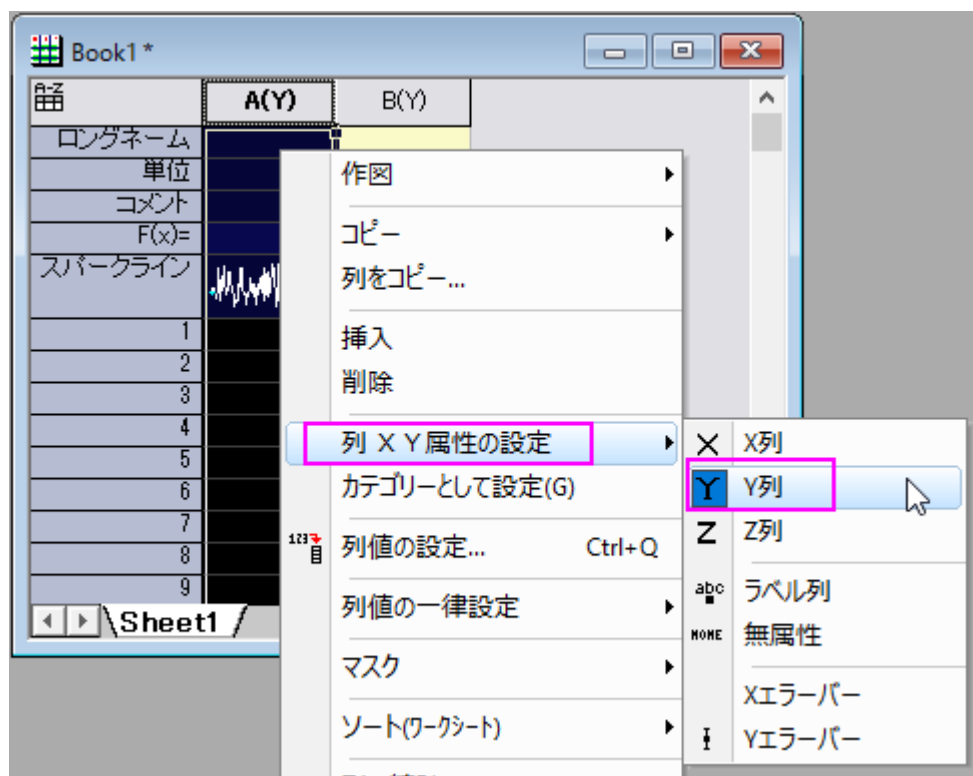 Book1 *
A(Y) B(Y)
ロングネーム
単位
コメント
F(x)=
スパークライン
1
2
3
4
5
6
7
8
9
Sheet1
作図
コピー
列をコピー...
挿入
削除
列 X Y 属性の設定
カテゴリーとして設定(G)
列値の設定... Ctrl+Q
列値の一律設定
マスク
ソート(ワークシート)
X列
Y Y列
Z Z列
abc ラベル列
NONE 無属性
Xエラーバー
Yエラーバー